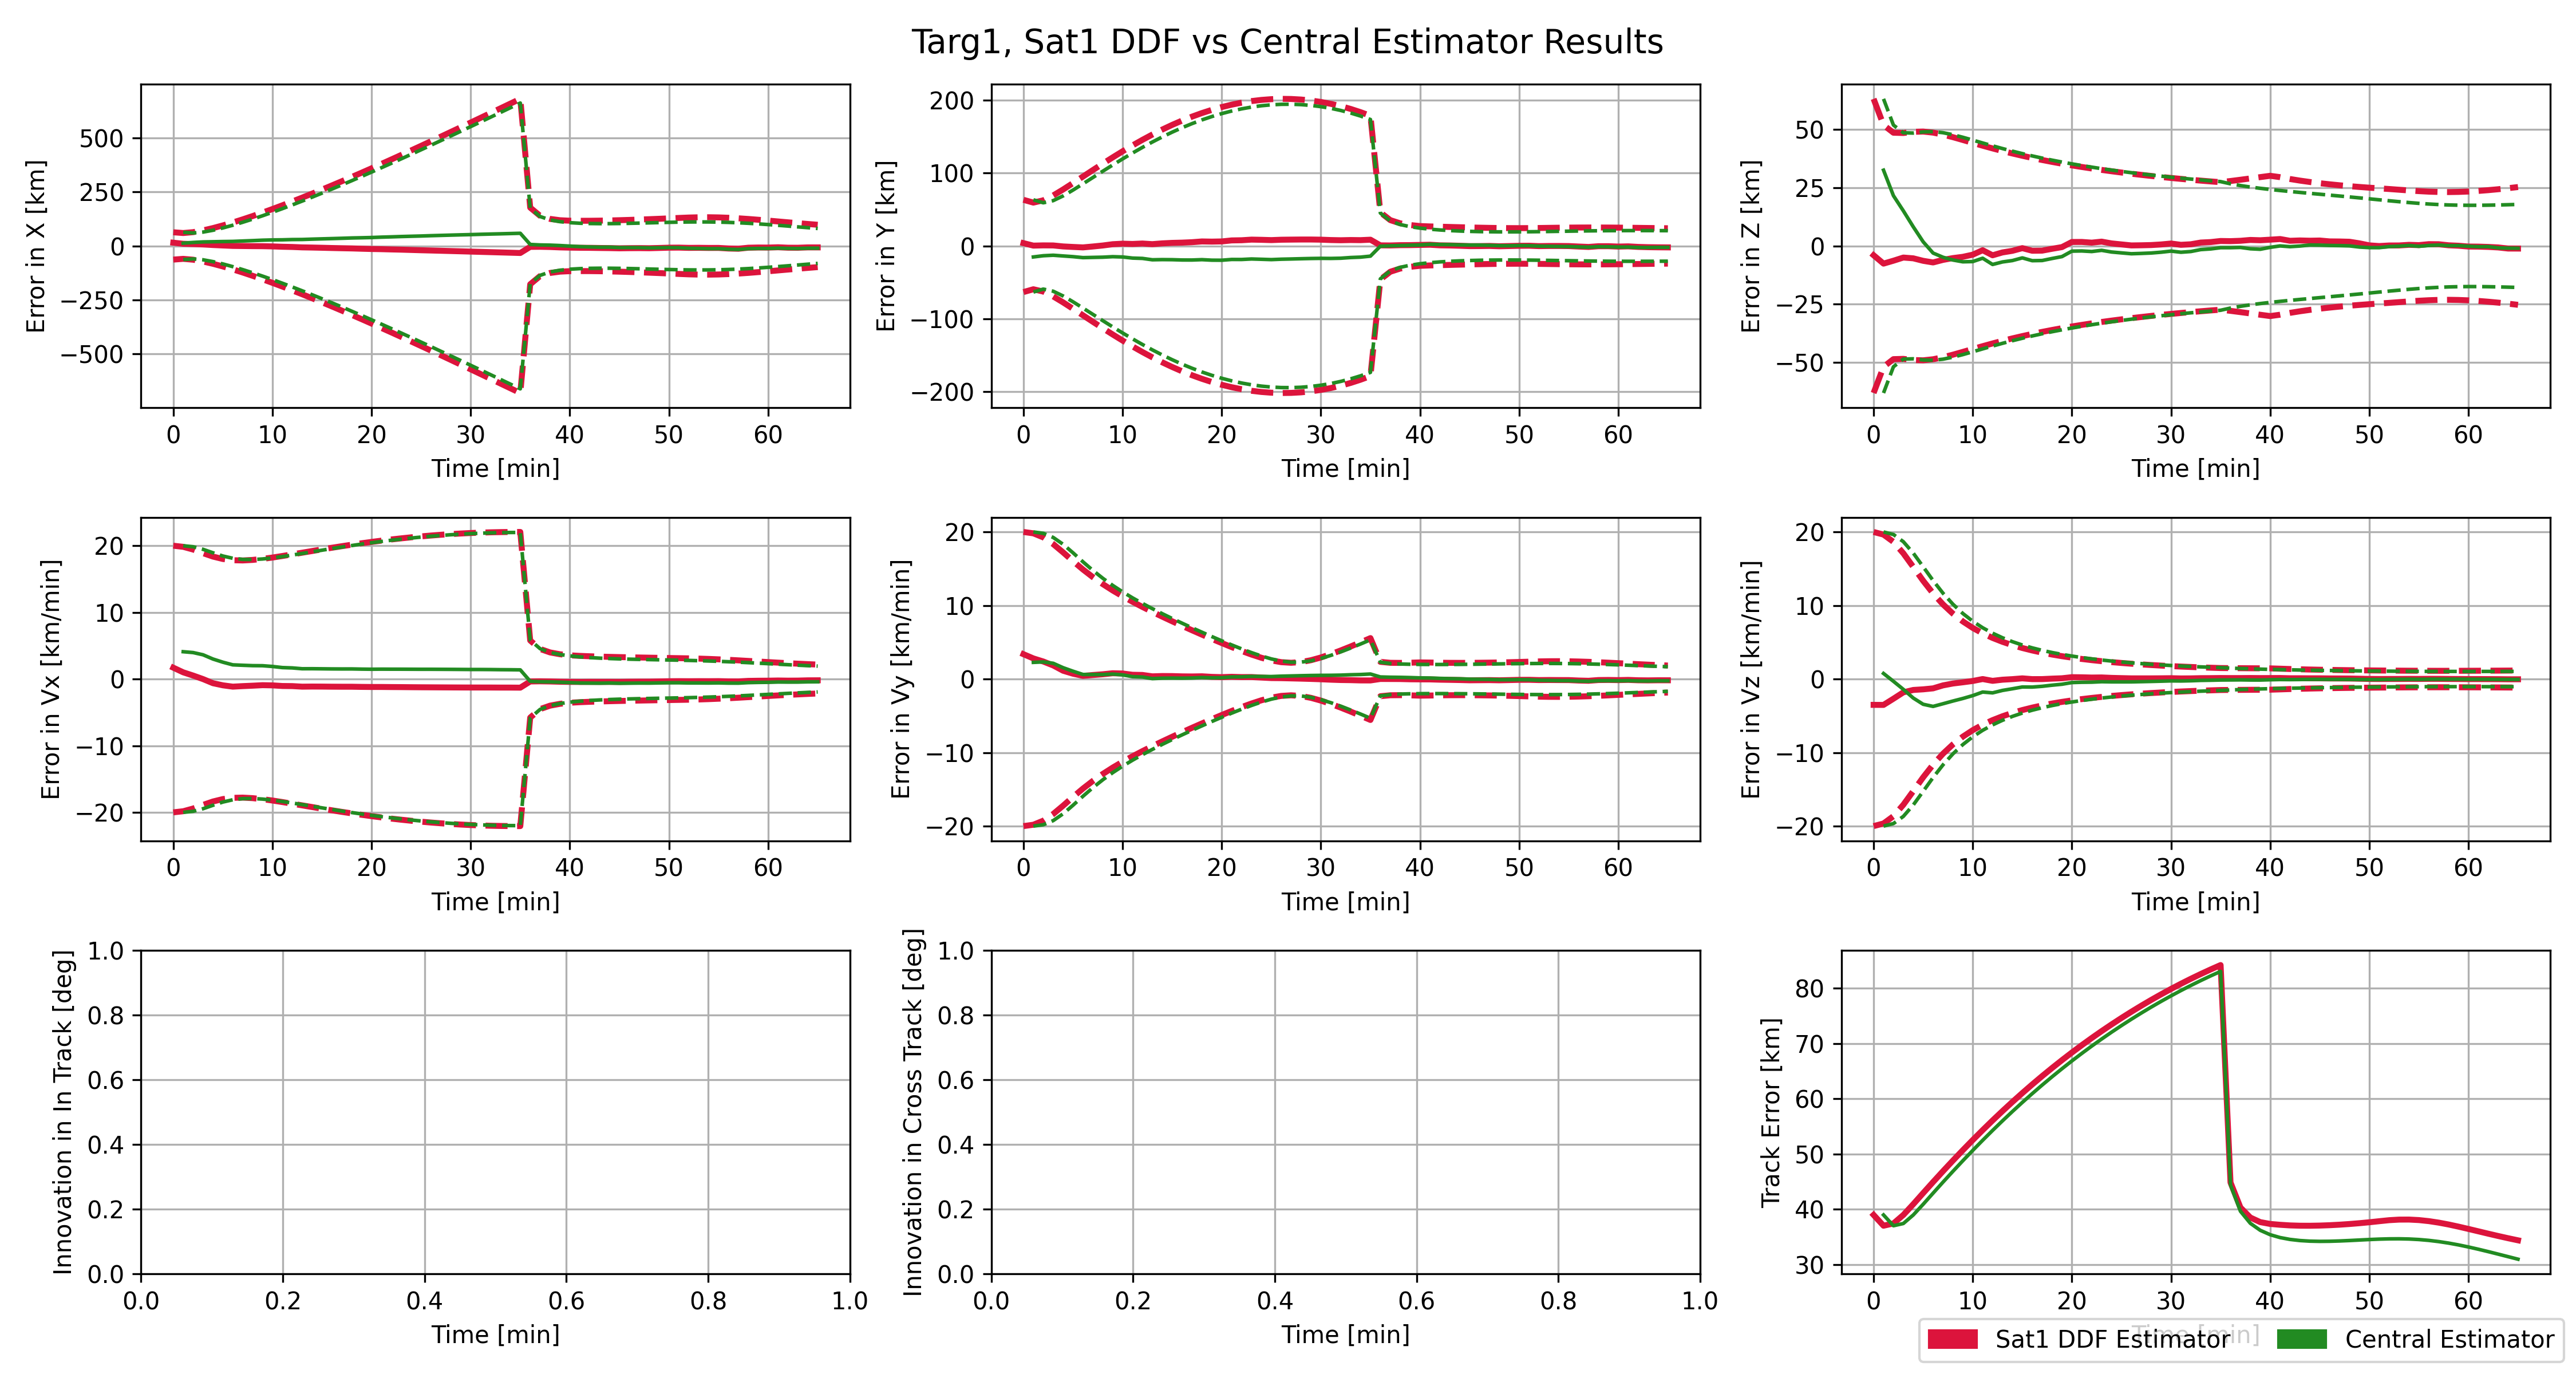 Targ1, Sat1 DDF vs Central Estimator Results
Error in X [km]
500
250
0
−250
−500
0 10 20 30 40 50 60
Time [min]
Error in Y [km]
200
100
0
−100
−200
0 10 20 30 40 50 60
Time [min]
Error in Z [km]
50
25
0
−25
−50
0 10 20 30 40 50 60
Time [min]
Error in Vx [km/min]
20
10
0
−10
−20
0 10 20 30 40 50 60
Time [min]
Error in Vy [km/min]
20
10
0
−10
−20
0 10 20 30 40 50 60
Time [min]
Error in Vz [km/min]
20
10
0
−10
−20
0 10 20 30 40 50 60
Time [min]
Innovation in In Track [deg]
1.0
0.8
0.6
0.4
0.2
0.0
0.0 0.2 0.4 0.6 0.8 1.0
Time [min]
Innovation in Cross Track [deg]
1.0
0.8
0.6
0.4
0.2
0.0
0.0 0.2 0.4 0.6 0.8 1.0
Time [min]
Track Error [km]
80
70
60
50
40
30
0 10 20 30 40 50 60
Time [min]
Sat1 DDF Estimator
Central Estimator